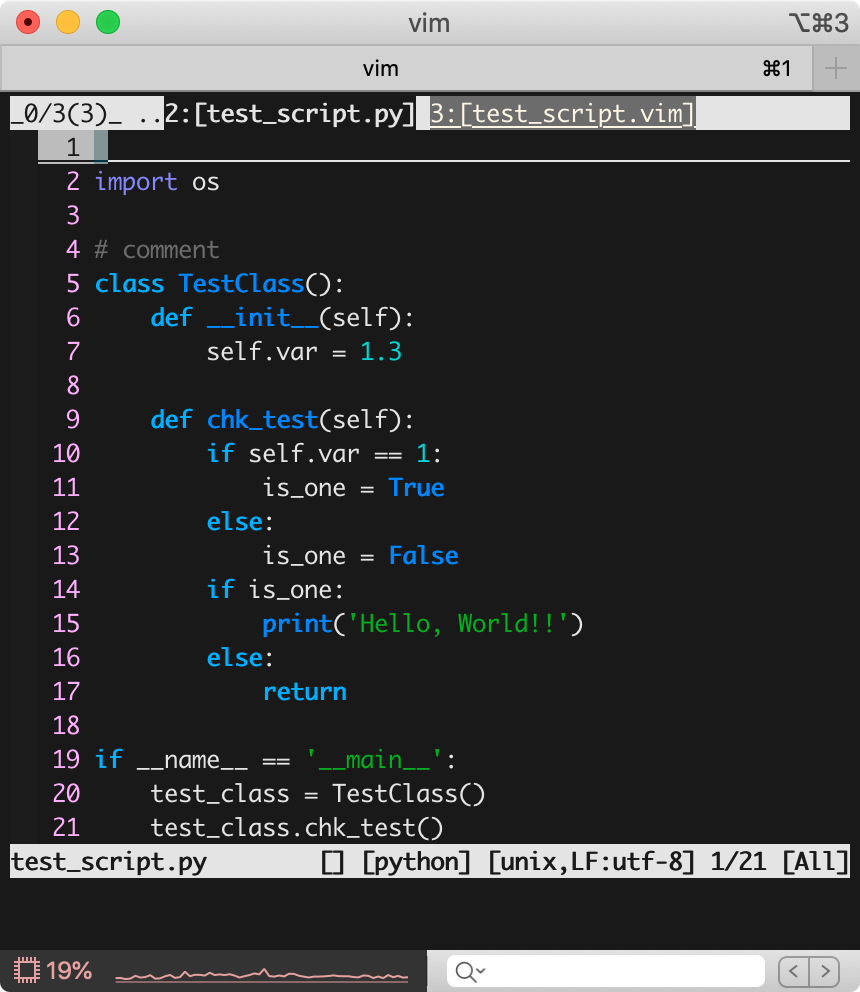 vim ⌥⌘3
vim ⌘1
_0/3(3)_ ..2:[test_script.py] 3:[test_script.vim]
1
2 import os
3
4 # comment
5 class TestClass():
6     def __init__(self):
7         self.var = 1.3
8
9     def chk_test(self):
10         if self.var == 1:
11             is_one = True
12         else:
13             is_one = False
14         if is_one:
15             print('Hello, World!!')
16         else:
17             return
18
19 if __name__ == '__main__':
20     test_class = TestClass()
21     test_class.chk_test()
test_script.py [] [python] [unix,LF:utf-8] 1/21 [All]
19%